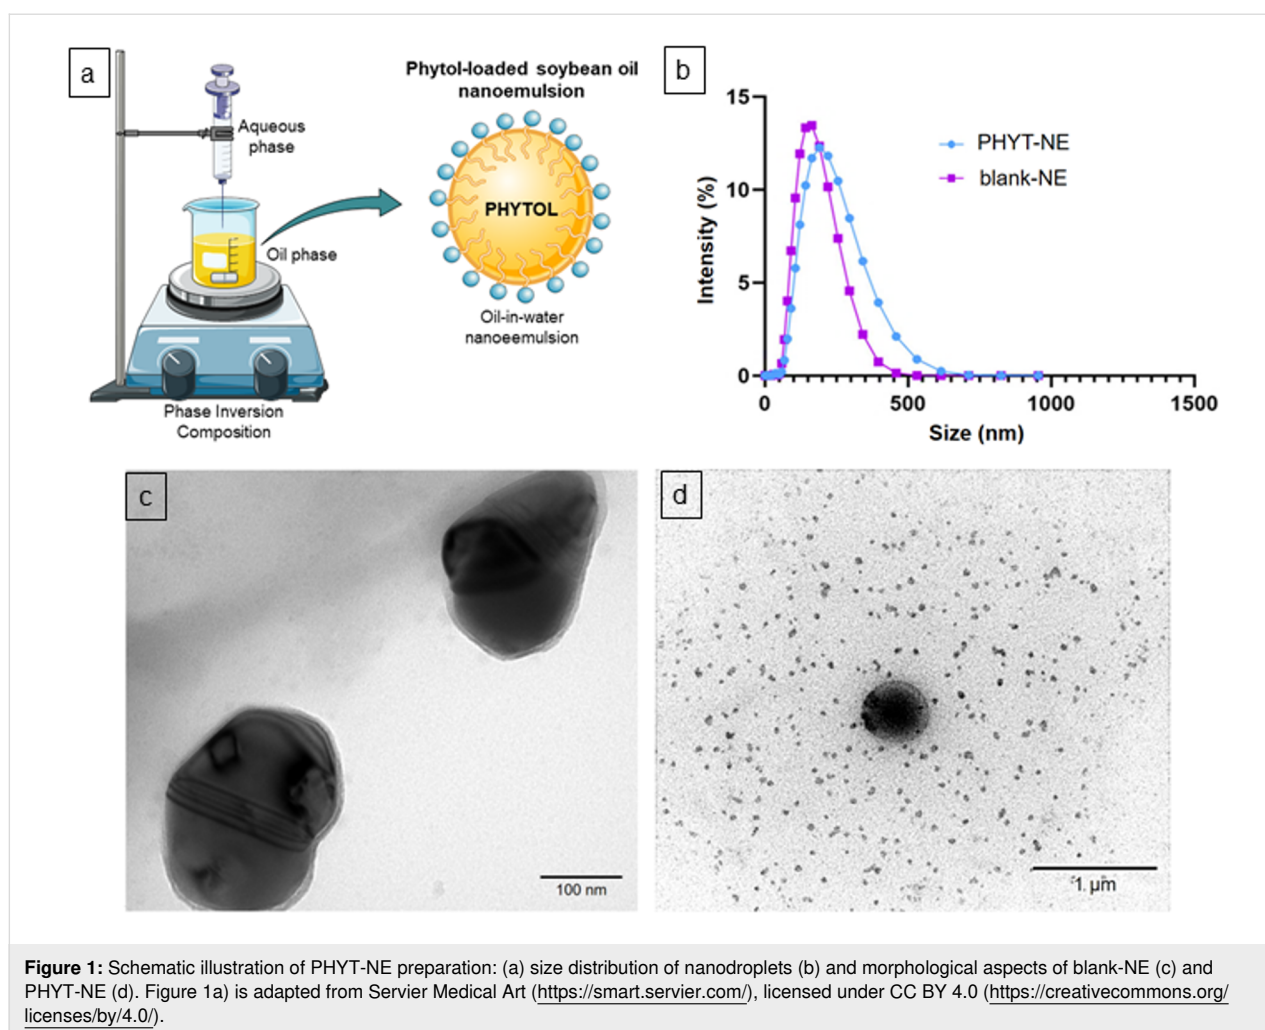 a
Aqueous
phase
Oil phase
Phase Inversion
Composition
Phytol-loaded soybean oil
nanoemulsion
PHYTOL
Oil-in-water
nanoeemulsion
b
15
10
5
0
Intensity (%)
PHYT-NE
blank-NE
0 500 1000 1500
Size (nm)
c
100 nm
d
1 µm
Figure 1: Schematic illustration of PHYT-NE preparation: (a) size distribution of nanodroplets (b) and morphological aspects of blank-NE (c) and
PHYT-NE (d). Figure 1a) is adapted from Servier Medical Art (https://smart.servier.com/), licensed under CC BY 4.0 (https://creativecommons.org/
licenses/by/4.0/).